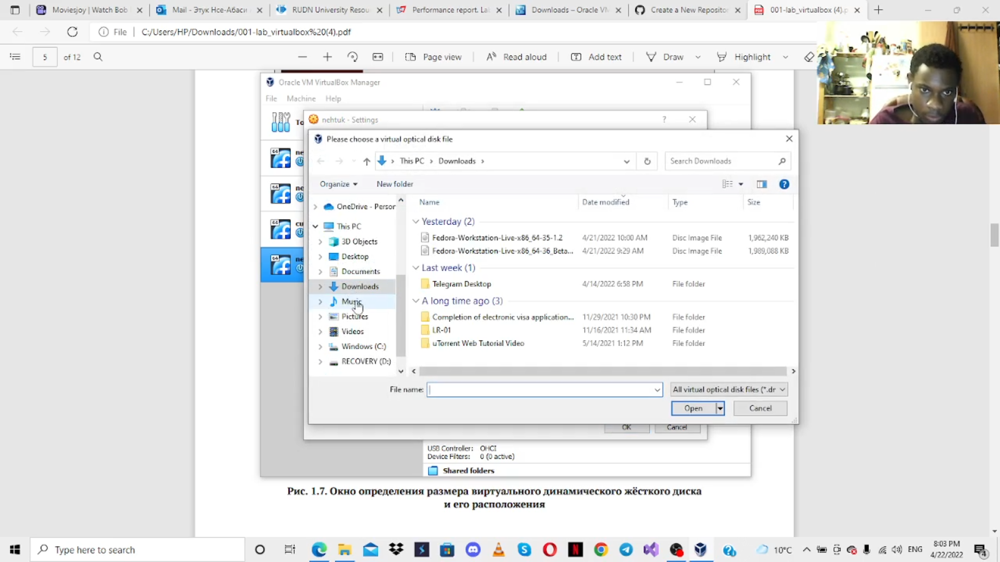 Moviesjoy | Watch Bob
Mail - Этук Нсе-Абаси
RUDN University Resou
Performance report. La
Downloads – Oracle VM
Create a New Reposito
001-lab_virtualbox (4).p
File
C:/Users/HP/Downloads/001-lab_virtualbox%20(4).pdf
5 of 12
Page view
Read aloud
Add text
Draw
Highlight
Oracle VM VirtualBox Manager
File Machine Help
To
nehtuk - Settings
?
Please choose a virtual optical disk file
This PC
Downloads
Search Downloads
Organize
New folder
Name
Date modified
Type
Size
OneDrive - Person
This PC
3D Objects
Desktop
Documents
Downloads
Music
Pictures
Videos
Windows (C:)
RECOVERY (D:)
Yesterday (2)
Fedora-Workstation-Live-x86_64-35-1.2 4/21/2022 10:00 AM Disc Image File 1,962,240 KB
Fedora-Workstation-Live-x86_64-36_Beta... 4/21/2022 9:29 AM Disc Image File 1,989,088 KB
Last week (1)
Telegram Desktop 4/14/2022 6:58 PM File folder
A long time ago (3)
Completion of electronic visa application... 11/29/2021 10:30 PM File folder
LR-01 11/16/2021 11:34 AM File folder
uTorrent Web Tutorial Video 5/14/2021 1:12 PM File folder
64 ne
64 ne
64 cu
64 ne
File name:
All virtual optical disk files (*.dr
Open
Cancel
OK
Cancel
USB Controller: OHCI
Device Filters: 0 (0 active)
Shared folders
Рис. 1.7. Окно определения размера виртуального динамического жёсткого диска
и его расположения
Type here to search
10°C
ENG
8:03 PM
4/22/2022
4